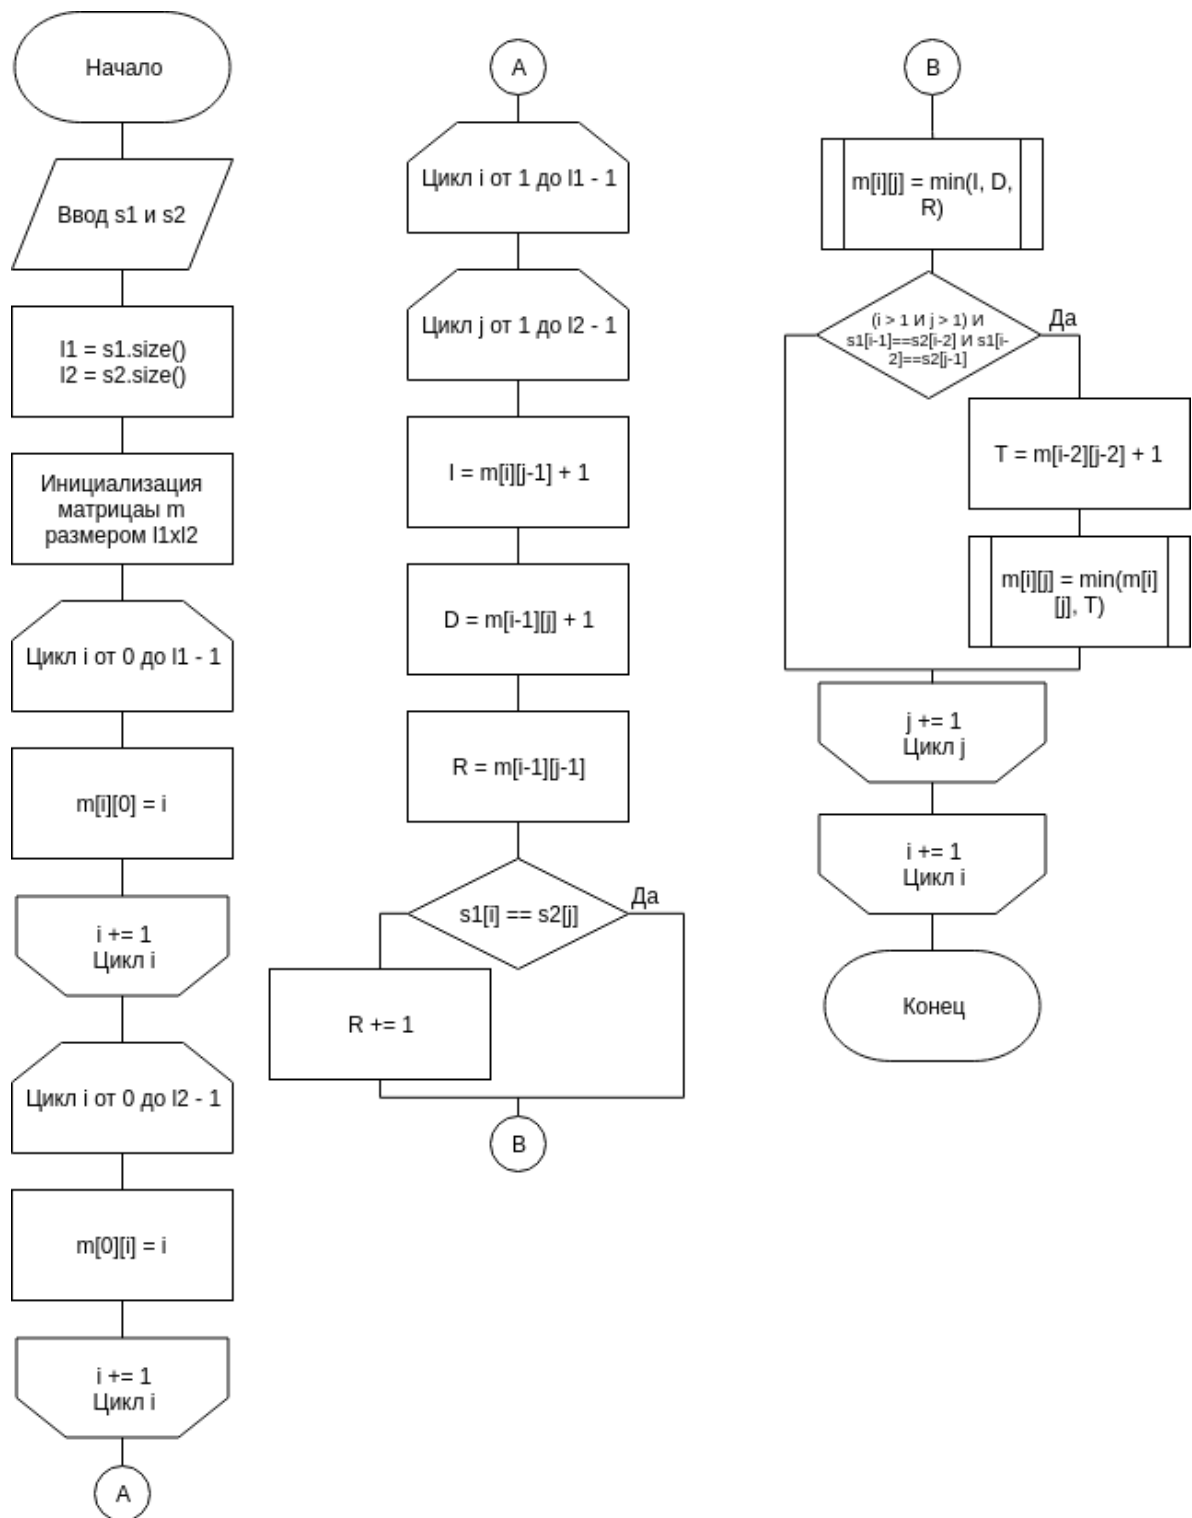 Начало
Ввод s1 и s2
l1 = s1.size()
l2 = s2.size()
Инициализация
матрицаы m
размером l1xl2
Цикл i от 0 до l1 - 1
m[i][0] = i
i += 1
Цикл i
Цикл i от 0 до l2 - 1
m[0][i] = i
i += 1
Цикл i
A
A
Цикл i от 1 до l1 - 1
Цикл j от 1 до l2 - 1
I = m[i][j-1] + 1
D = m[i-1][j] + 1
R = m[i-1][j-1]
s1[i] == s2[j]
Да
R += 1
B
B
m[i][j] = min(I, D,
R)
(i > 1 И j > 1) И
s1[i-1]==s2[i-2] И s1[i-
2]==s2[j-1]
Да
T = m[i-2][j-2] + 1
m[i][j] = min(m[i]
[j], T)
j += 1
Цикл j
i += 1
Цикл i
Конец